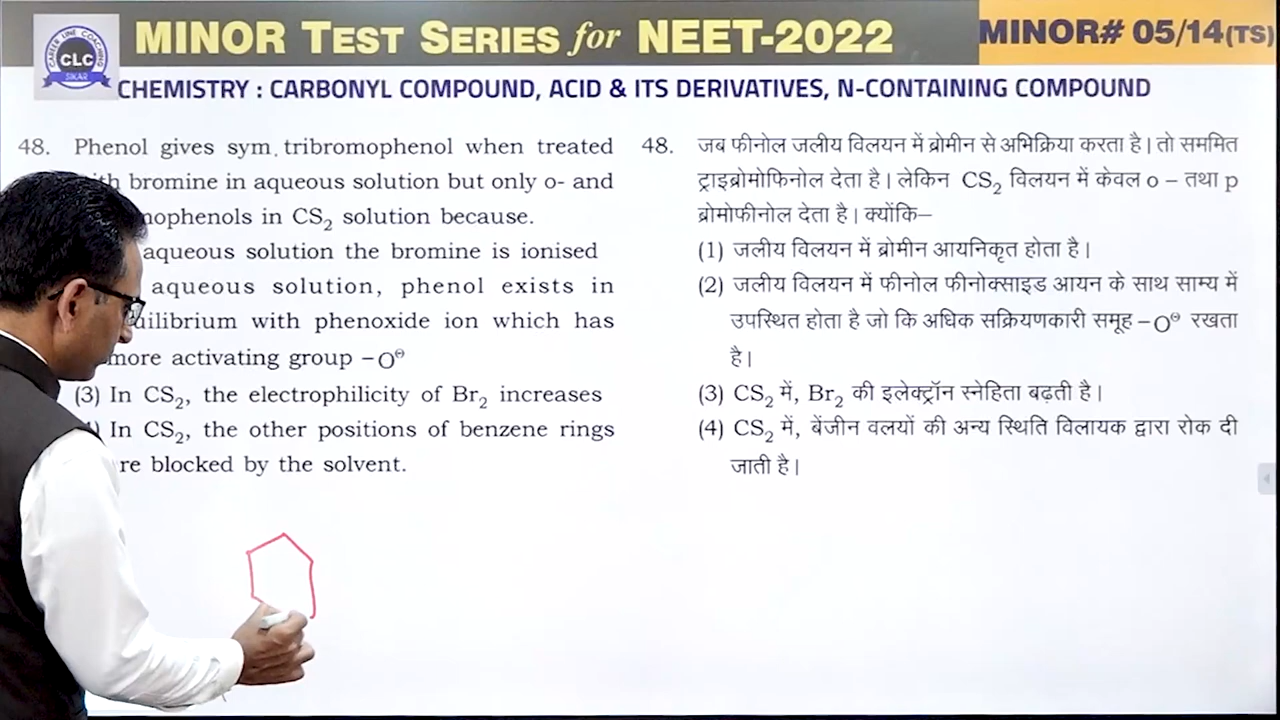 MINOR TEST SERIES for NEET-2022
MINOR# 05/14(TS)
CLC
SIKAR
CHEMISTRY : CARBONYL COMPOUND, ACID & ITS DERIVATIVES, N-CONTAINING COMPOUND
48. Phenol gives sym. tribromophenol when treated
bromine in aqueous solution but only o- and
in CS₂ solution because.
aqueous solution the bromine is ionised
aqueous solution, phenol exists in
with phenoxide ion which has
more activating group –O⊖
(3) In CS₂, the electrophilicity of Br₂ increases
In CS₂, the other positions of benzene rings
blocked by the solvent.
48. जब फीनोल जलीय विलयन में ब्रोमीन से अभिक्रिया करता है। तो सममित
ट्राइब्रोमोफिनोल देता है। लेकिन CS₂ विलयन में केवल o – तथा p
ब्रोमोफीनोल देता है। क्योंकि–
(1) जलीय विलयन में ब्रोमीन आयनिकृत होता है।
(2) जलीय विलयन में फीनोल फीनोक्साइड आयन के साथ साम्य में
उपस्थित होता है जो कि अधिक सक्रियणकारी समूह –O⊖ रखता
है।
(3) CS₂ में, Br₂ की इलेक्ट्रॉन स्नेहिता बढ़ती है।
(4) CS₂ में, बेंजीन वलयों की अन्य स्थिति विलायक द्वारा रोक दी
जाती है।